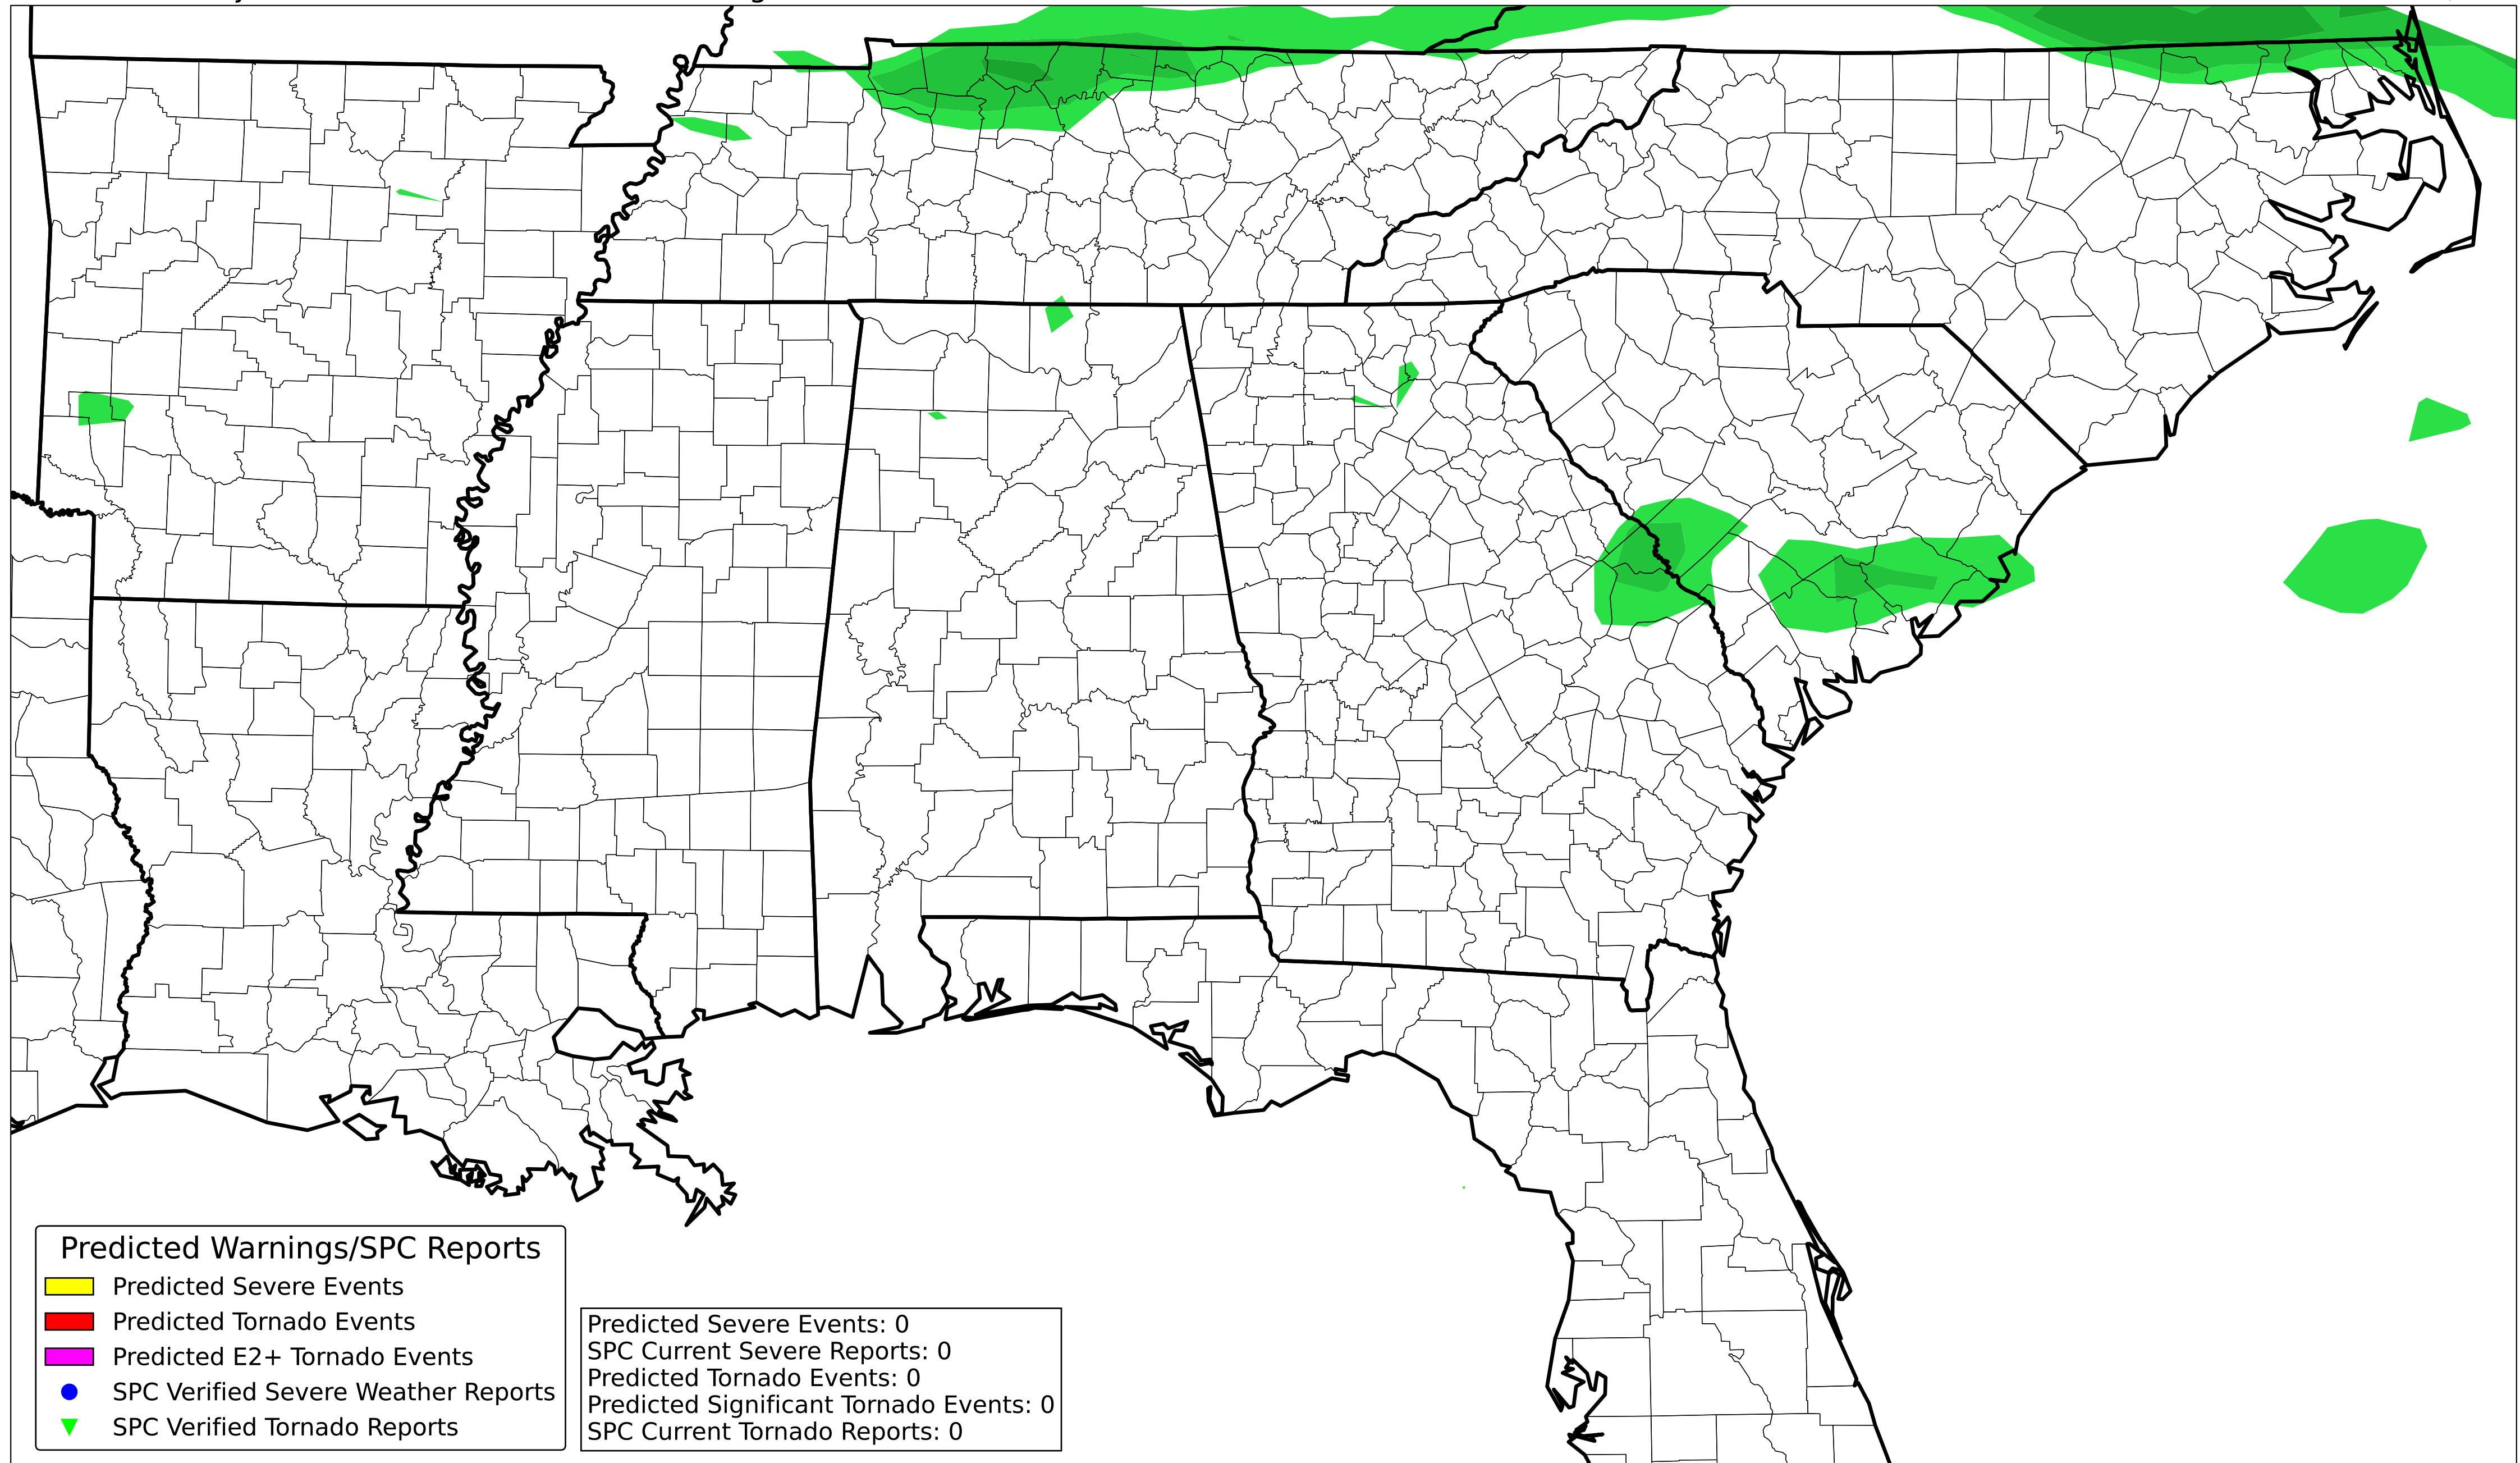 Predicted Warnings/SPC Reports
Predicted Severe Events
Predicted Tornado Events
Predicted E2+ Tornado Events
SPC Verified Severe Weather Reports
SPC Verified Tornado Reports
Predicted Severe Events: 0
SPC Current Severe Reports: 0
Predicted Tornado Events: 0
Predicted Significant Tornado Events: 0
SPC Current Tornado Reports: 0